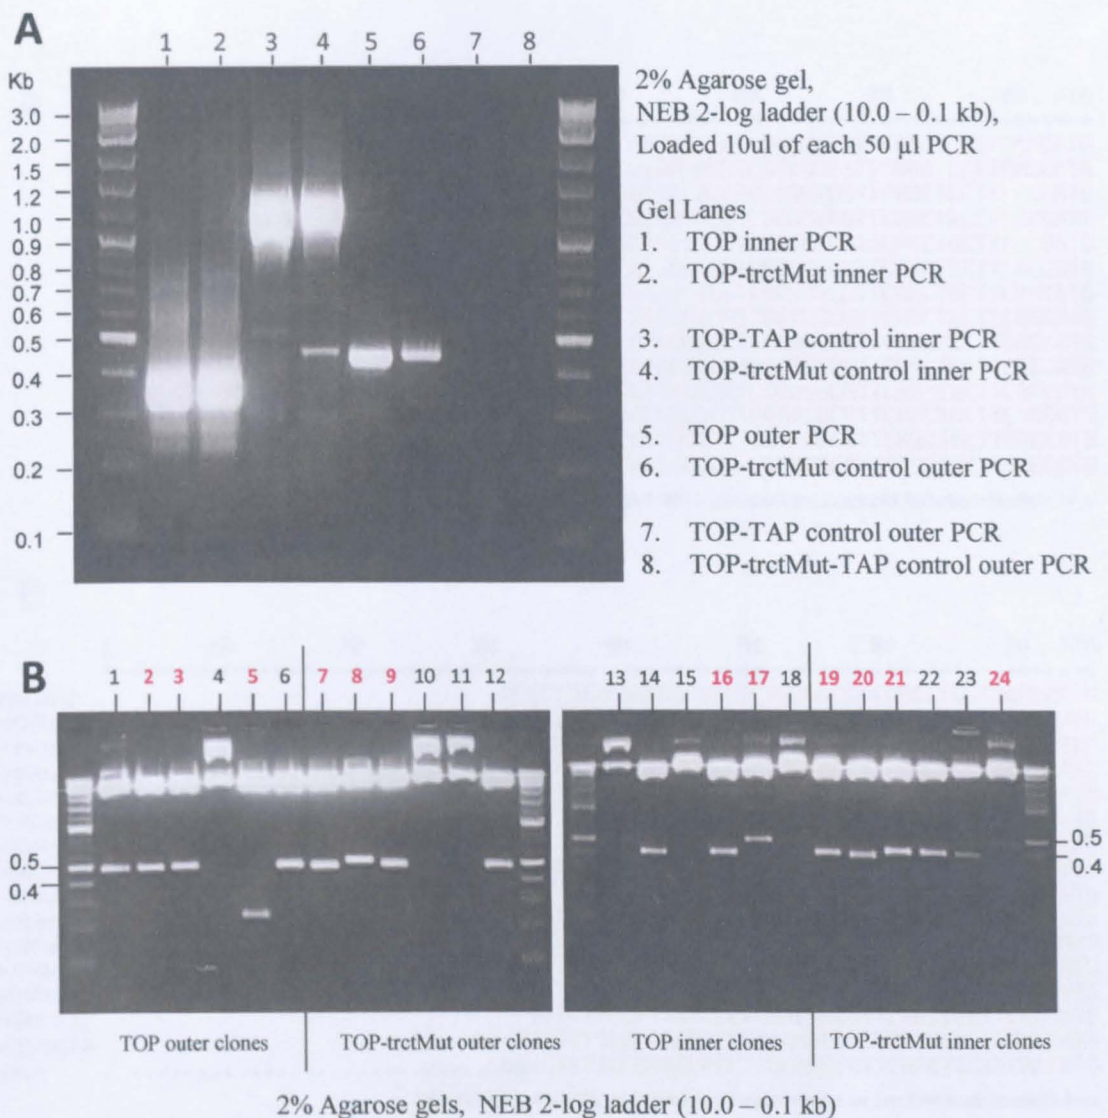 A
1 2 3 4 5 6 7 8
Kb
3.0
2.0
1.5
1.2
1.0
0.9
0.8
0.7
0.6
0.5
0.4
0.3
0.2
0.1
2% Agarose gel,
NEB 2-log ladder (10.0 – 0.1 kb),
Loaded 10ul of each 50 µl PCR
Gel Lanes
1. TOP inner PCR
2. TOP-trctMut inner PCR
3. TOP-TAP control inner PCR
4. TOP-trctMut control inner PCR
5. TOP outer PCR
6. TOP-trctMut control outer PCR
7. TOP-TAP control outer PCR
8. TOP-trctMut-TAP control outer PCR
B
1 2 3 4 5 6 7 8 9 10 11 12
13 14 15 16 17 18 19 20 21 22 23 24
0.5
0.4
0.5
0.4
TOP outer clones
TOP-trctMut outer clones
TOP inner clones
TOP-trctMut inner clones
2% Agarose gels, NEB 2-log ladder (10.0 – 0.1 kb)